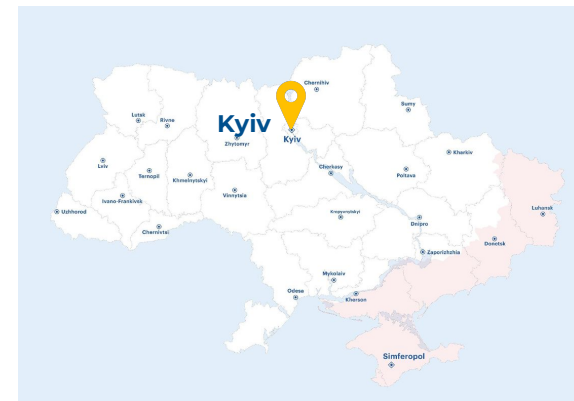 Chernihiv
Sumy
Lutsk
Rivne
Kyiv
Kyiv
Zhytomyr
Kharkiv
Lviv
Ternopil
Khmelnytskyi
Cherkasy
Poltava
Vinnytsia
Ivano-Frankivsk
Uzhhorod
Chernivtsi
Kropyvnytskyi
Dnipro
Luhansk
Donetsk
Zaporizhzhia
Mykolaiv
Odesa
Kherson
Simferopol